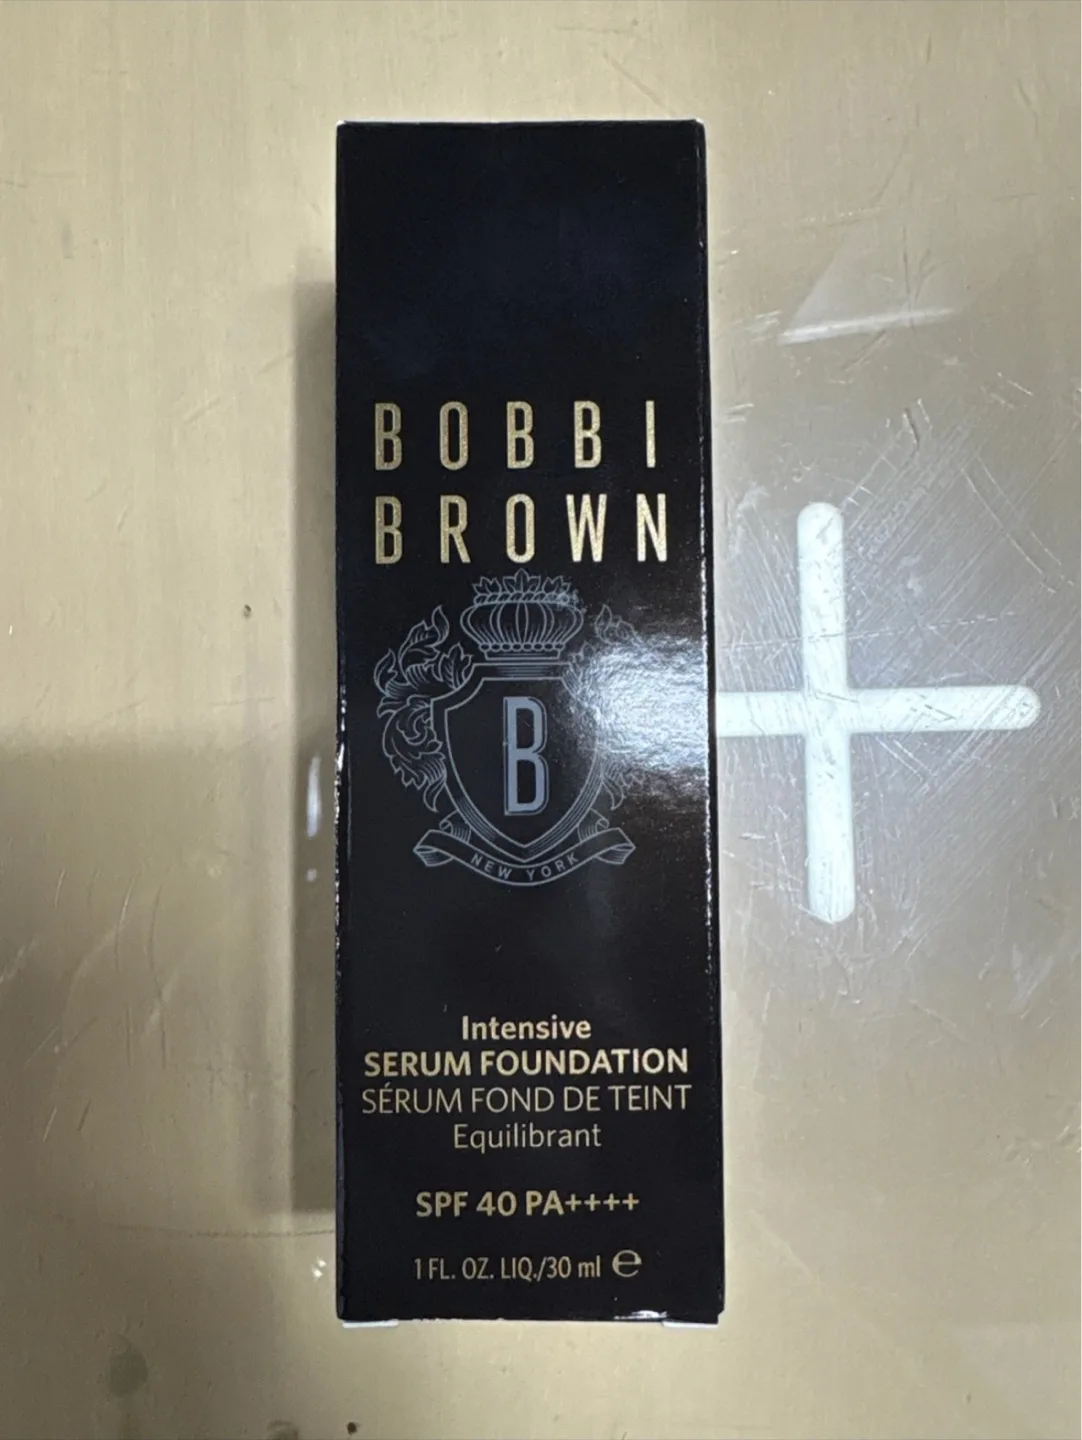 BOBBI
BROWN
B
NEW YORK
Intensive
SERUM FOUNDATION
SÉRUM FOND DE TEINT
Equilibrant
SPF 40 PA++++
1 FL. OZ. LIQ./30 ml ℮